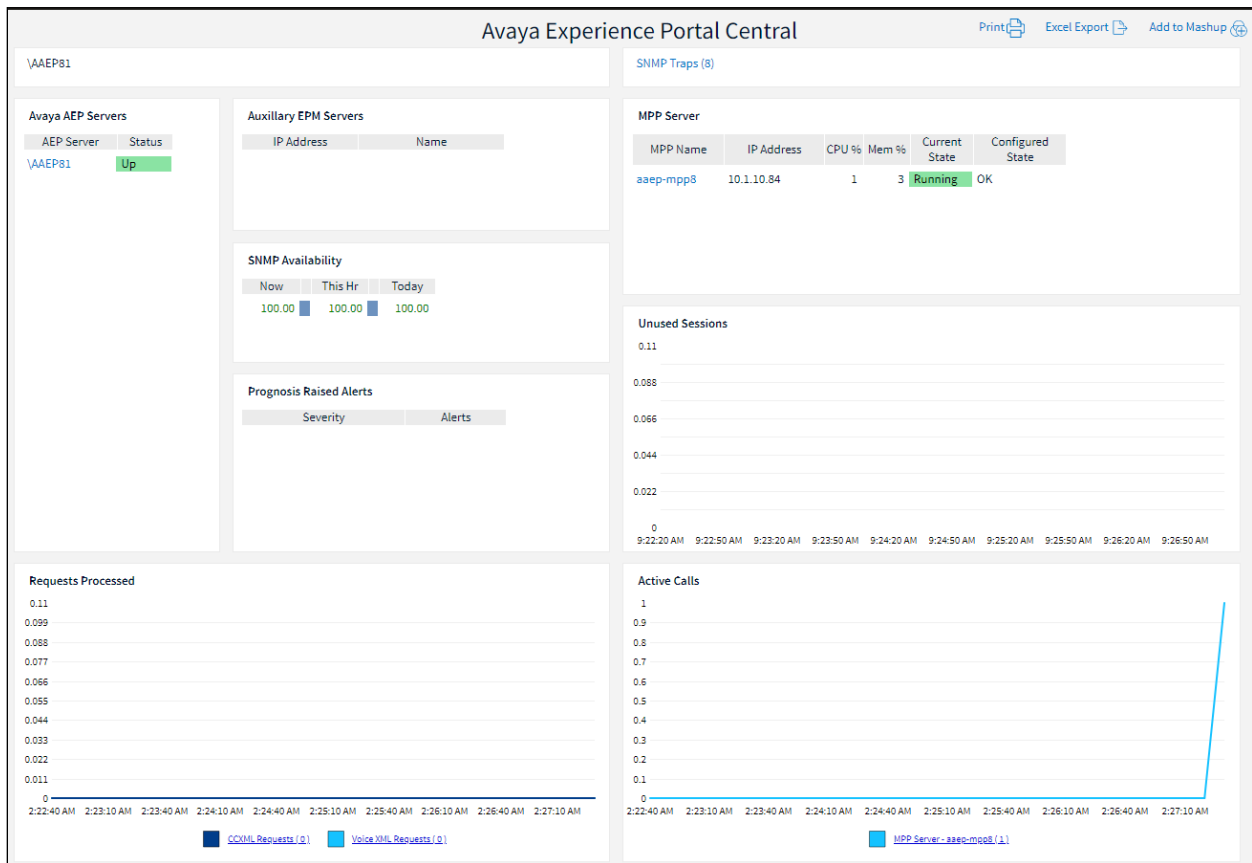 Avaya Experience Portal Central
Print
Excel Export
Add to Mashup
\AAEP81
SNMP Traps (8)
Avaya AEP Servers
AEP Server Status
\AAEP81 Up
Auxillary EPM Servers
IP Address Name
SNMP Availability
Now This Hr Today
100.00 100.00 100.00
Prognosis Raised Alerts
Severity Alerts
MPP Server
MPP Name IP Address CPU % Mem % Current State Configured State
aaep-mpp8 10.1.10.84 1 3 Running OK
Unused Sessions
0.11
0.088
0.066
0.044
0.022
0
9:22:20 AM 9:22:50 AM 9:23:20 AM 9:23:50 AM 9:24:20 AM 9:24:50 AM 9:25:20 AM 9:25:50 AM 9:26:20 AM 9:26:50 AM
Requests Processed
0.11
0.099
0.088
0.077
0.066
0.055
0.044
0.033
0.022
0.011
0
2:22:40 AM 2:23:10 AM 2:23:40 AM 2:24:10 AM 2:24:40 AM 2:25:10 AM 2:25:40 AM 2:26:10 AM 2:26:40 AM 2:27:10 AM
CCXML Requests ( 0 ) Voice XML Requests ( 0 )
Active Calls
1
0.9
0.8
0.7
0.6
0.5
0.4
0.3
0.2
0.1
0
2:22:40 AM 2:23:10 AM 2:23:40 AM 2:24:10 AM 2:24:40 AM 2:25:10 AM 2:25:40 AM 2:26:10 AM 2:26:40 AM 2:27:10 AM
MPP Server - aaep-mpp8 ( 1 )